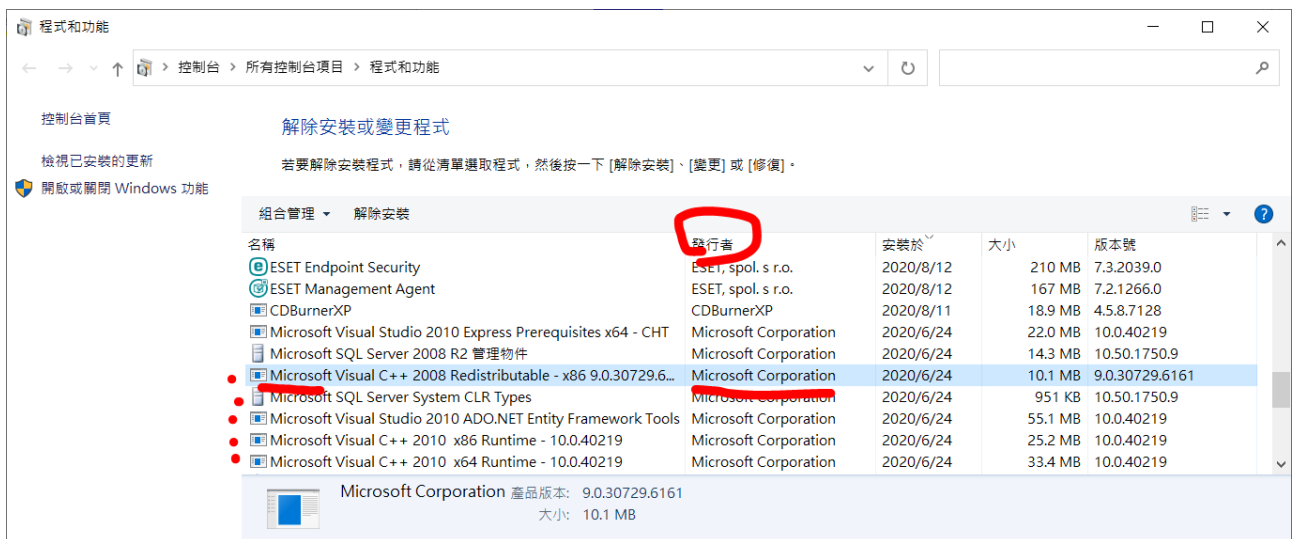 程式和功能
控制台 > 所有控制台項目 > 程式和功能
控制台首頁
檢視已安裝的更新
開啟或關閉 Windows 功能
解除安裝或變更程式
若要解除安裝程式，請從清單選取程式，然後按一下 [解除安裝]、[變更] 或 [修復]。
組合管理 解除安裝
名稱 發行者 安裝於 大小 版本號
ESET Endpoint Security ESET, spol. s r.o. 2020/8/12 210 MB 7.3.2039.0
ESET Management Agent ESET, spol. s r.o. 2020/8/12 167 MB 7.2.1266.0
CDBurnerXP CDBurnerXP 2020/8/11 18.9 MB 4.5.8.7128
Microsoft Visual Studio 2010 Express Prerequisites x64 - CHT Microsoft Corporation 2020/6/24 22.0 MB 10.0.40219
Microsoft SQL Server 2008 R2 管理物件 Microsoft Corporation 2020/6/24 14.3 MB 10.50.1750.9
Microsoft Visual C++ 2008 Redistributable - x86 9.0.30729.6... Microsoft Corporation 2020/6/24 10.1 MB 9.0.30729.6161
Microsoft SQL Server System CLR Types Microsoft Corporation 2020/6/24 951 KB 10.50.1750.9
Microsoft Visual Studio 2010 ADO.NET Entity Framework Tools Microsoft Corporation 2020/6/24 55.1 MB 10.0.40219
Microsoft Visual C++ 2010  x86 Runtime - 10.0.40219 Microsoft Corporation 2020/6/24 25.2 MB 10.0.40219
Microsoft Visual C++ 2010  x64 Runtime - 10.0.40219 Microsoft Corporation 2020/6/24 33.4 MB 10.0.40219
Microsoft Corporation 產品版本: 9.0.30729.6161
大小: 10.1 MB